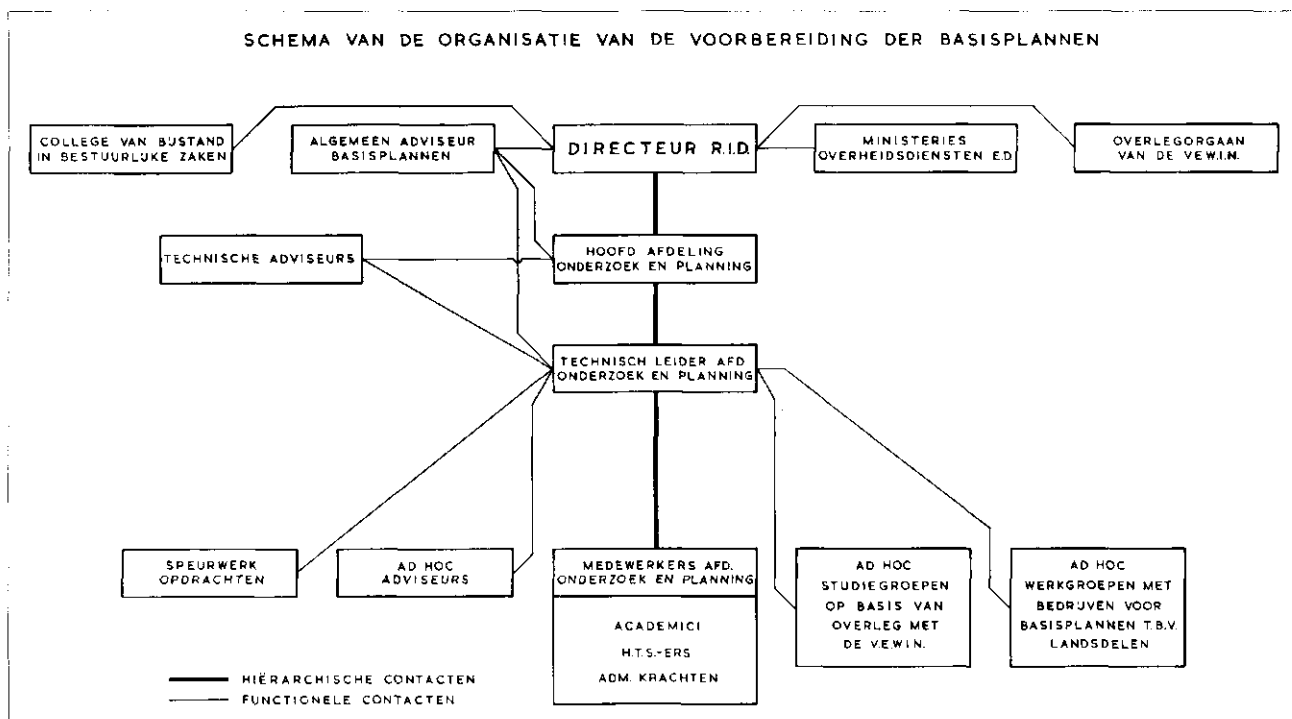 SCHEMA VAN DE ORGANISATIE VAN DE VOORBEREIDING DER BASISPLANNEN
COLLEGE VAN BIJSTAND
IN BESTUURLIJKE ZAKEN
ALGEMEEN ADVISEUR
BASISPLANNEN
DIRECTEUR R.I.D.
MINISTERIES
OVERHEIDSDIENSTEN E.D
OVERLEGORGAAN
VAN DE VEW.I.N.
TECHNISCHE ADVISEURS
HOOFD AFDELING
ONDERZOEK EN PLANNING
TECHNISCH LEIDER AFD
ONDERZOEK EN PLANNING
SPEURWERK
OPDRACHTEN
AD HOC
ADVISEURS
MEDEWERKERS AFD.
ONDERZOEK EN PLANNING
ACADEMICI
H.T.S.-ERS
ADM. KRACHTEN
AD HOC
STUDIEGROEPEN
OP BASIS VAN
OVERLEG MET
DE V.E.W.I.N.
AD HOC
WERKGROEPEN MET
BEDRIJVEN VOOR
BASISPLANNEN T.B.V.
LANDSDELEN
HIËRARCHISCHE CONTACTEN
FUNCTIONELE CONTACTEN